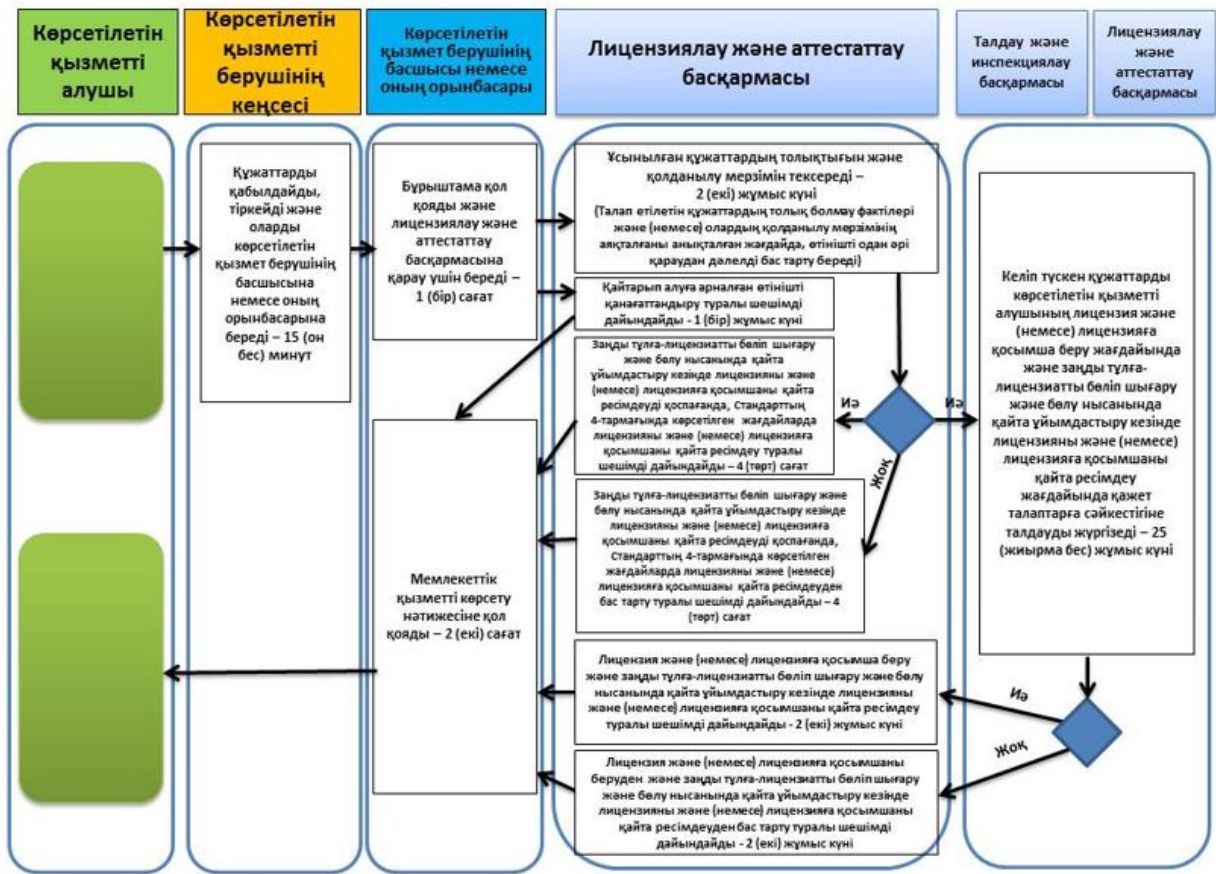 Көрсетілетін
қызметті
алушы
Көрсетілетін
қызметті
берушінің
кеңсесі
Көрсетілетін
қызмет берушінің
басшысы немесе
оның орынбасары
Лицензиялау және аттестаттау
басқармасы
Талдау және
инспекциялау
басқармасы
Лицензиялау
және
аттестаттау
басқармасы
Құжаттарды
қабылдайды,
тіркейді және
оларды
көрсетілетін
қызмет берушінің
басшысына
немесе оның
орынбасарына
береді – 15 (он
бес) минут
Бұрыштама қол
қояды және
лицензиялау және
аттестаттау
басқармасына
қарау үшін береді –
1 (бір) сағат
Ұсынылған құжаттардың толықтығын және
қолданылу мерзімін тексереді –
2 (екі) жұмыс күні
(Талап етілетін құжаттардың толық болмау фактілері
және (немесе) олардың қолданылу мерзімінің
аяқталғаны анықталған жағдайда, өтінішті одан әрі
қараудан дәлелді бас тарту береді)
Қайтарып алуға арналған өтінішті
қанағаттандыру туралы шешімді
дайындайды - 1 (бір) жұмыс күні
Заңды тұлға-лицензиатты бөліп шығару
және бөлу нысанында қайта
ұйымдастыру кезінде лицензияны және
(немесе) лицензияға қосымшаны қайта
ресімдеуді қоспағанда, Стандарттың
4-тармағында көрсетілген жағдайларда
лицензияны және (немесе) лицензияға
қосымшаны қайта ресімдеу туралы
шешімді дайындайды – 4 (төрт) сағат
Иә
Иә
Жоқ
Заңды тұлға-лицензиатты бөліп шығару және
бөлу нысанында қайта ұйымдастыру кезінде
лицензияны және (немесе) лицензияға
қосымшаны қайта ресімдеуді қоспағанда,
Стандарттың 4-тармағында көрсетілген
жағдайларда лицензияны және (немесе)
лицензияға қосымшаны қайта ресімдеуден
бас тарту туралы шешімді дайындайды – 4
(төрт) сағат
Келіп түскен құжаттарды
көрсетілетін қызметті
алушының лицензия және
(немесе) лицензияға
қосымша беру жағдайында
және заңды тұлға-
лицензиатты бөліп шығару
және бөлу нысанында
қайта ұйымдастыру кезінде
лицензияны және (немесе)
лицензияға қосымшаны
қайта ресімдеу
жағдайында қажет
талаптарға сәйкестігіне
талдауды жүргізеді – 25
(жиырма бес) жұмыс күні
Мемлекеттік
қызметті көрсету
нәтижесіне қол
қояды – 2 (екі) сағат
Лицензия және (немесе) лицензияға қосымша беру
және заңды тұлға-лицензиатты бөліп шығару және бөлу
нысанында қайта ұйымдастыру кезінде лицензияны
және (немесе) лицензияға қосымшаны қайта ресімдеу
туралы шешімді дайындайды - 2 (екі) жұмыс күні
Иә
Жоқ
Лицензия және (немесе) лицензияға қосымшаны
беруден және заңды тұлға-лицензиатты бөліп шығару
және бөлу нысанында қайта ұйымдастыру кезінде
лицензияны және (немесе) лицензияға қосымшаны
қайта ресімдеуден бас тарту туралы шешімді
дайындайды - 2 (екі) жұмыс күні